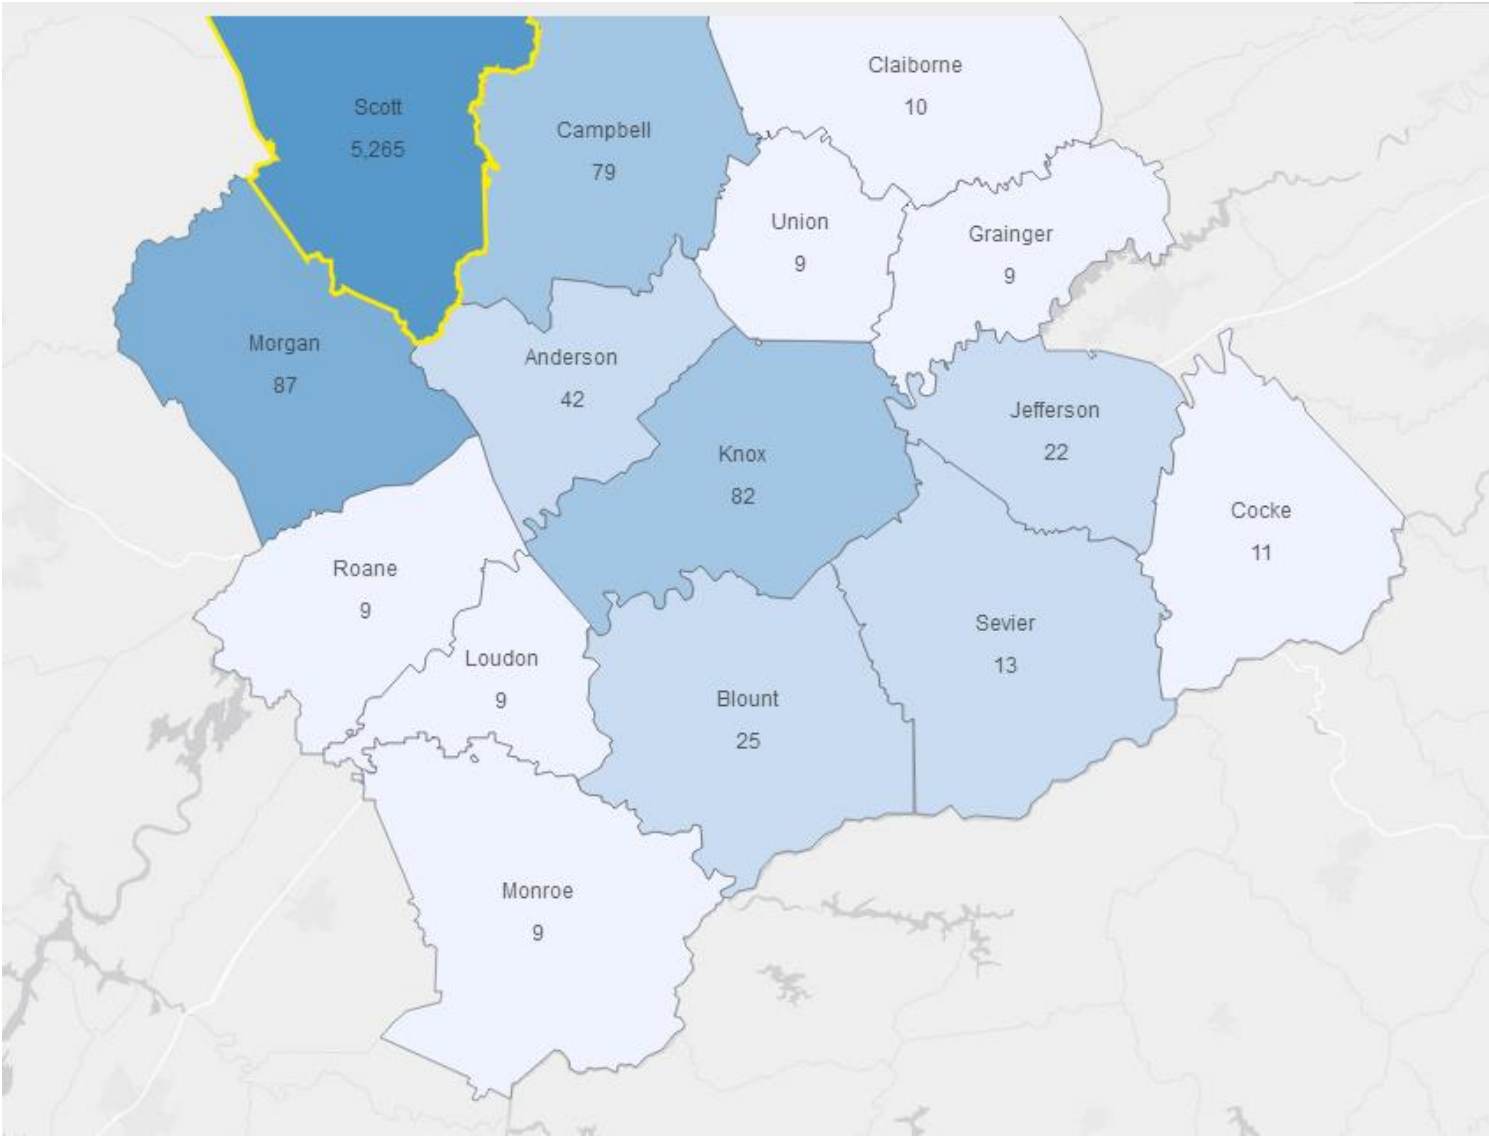 Claiborne
10
Scott
5,265
Campbell
79
Union
9
Grainger
9
Morgan
87
Anderson
42
Jefferson
22
Knox
82
Cocke
11
Roane
9
Sevier
13
Loudon
9
Blount
25
Monroe
9